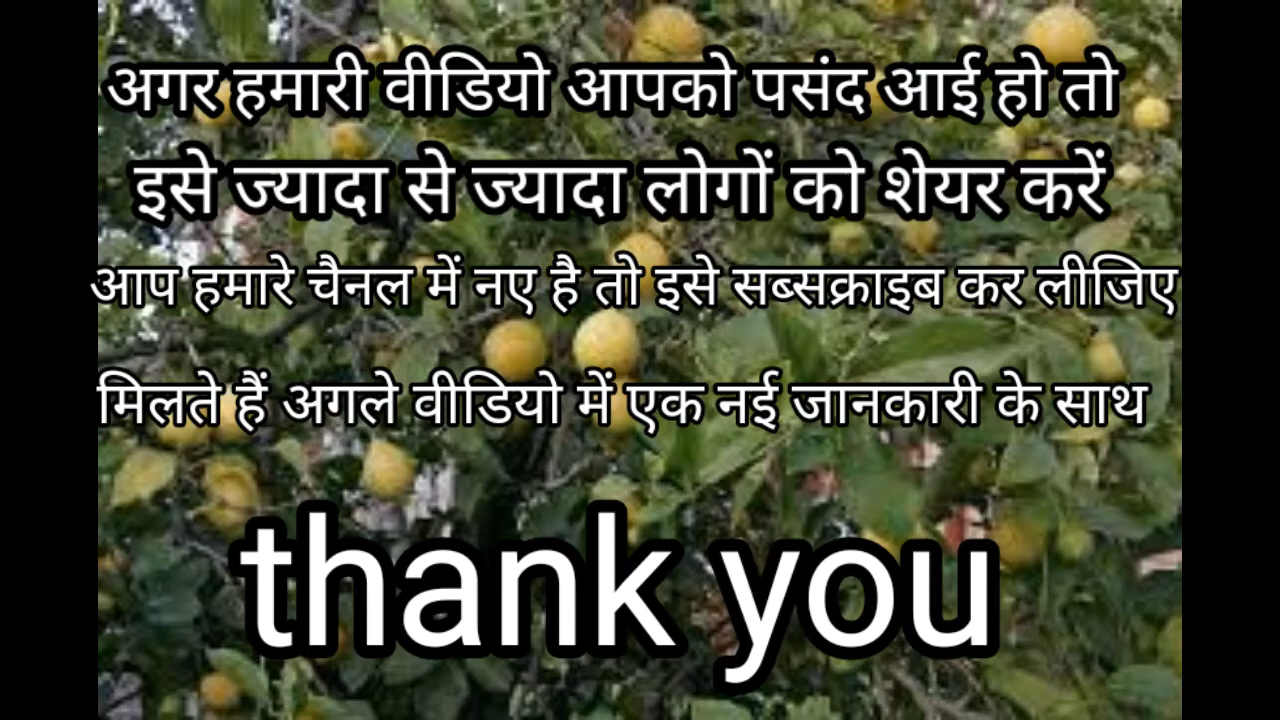 अगर हमारी वीडियो आपको पसंद आई हो तो
इसे ज्यादा से ज्यादा लोगों को शेयर करें
आप हमारे चैनल में नए है तो इसे सब्सक्राइब कर लीजिए
मिलते हैं अगले वीडियो में एक नई जानकारी के साथ
thank you